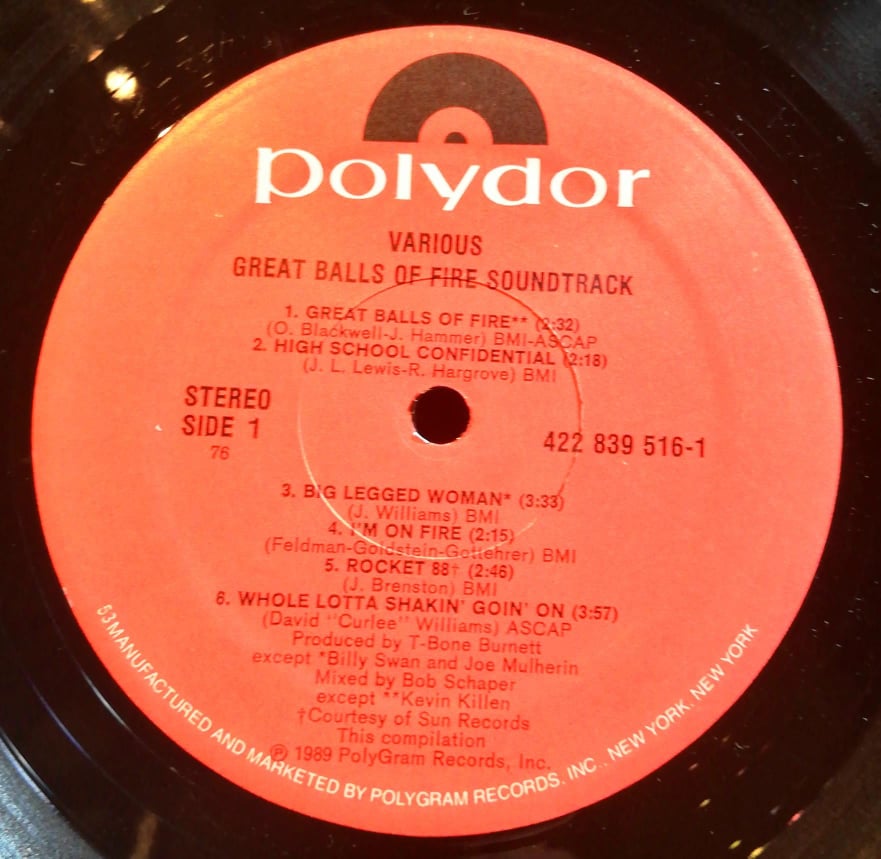 polydor
VARIOUS
GREAT BALLS OF FIRE SOUNDTRACK
1. GREAT BALLS OF FIRE** (2:32)
(O. Blackwell-J. Hammer) BMI-ASCAP
2. HIGH SCHOOL CONFIDENTIAL (2:18)
(J. L. Lewis-R. Hargrove) BMI
STEREO
SIDE 1
76
422 839 516-1
3. BIG LEGGED WOMAN* (3:33)
(J. Williams) BMI
4. I'M ON FIRE (2:15)
(Feldman-Goldstein-Gottehrer) BMI
5. ROCKET 88† (2:46)
(J. Brenston) BMI
6. WHOLE LOTTA SHAKIN' GOIN' ON (3:57)
(David "Curlee" Williams) ASCAP
Produced by T-Bone Burnett
except *Billy Swan and Joe Mulherin
Mixed by Bob Schaper
except **Kevin Killen
†Courtesy of Sun Records
This compilation
℗ 1989 PolyGram Records, Inc.
53 MANUFACTURED AND MARKETED BY POLYGRAM RECORDS, INC., NEW YORK, NEW YORK